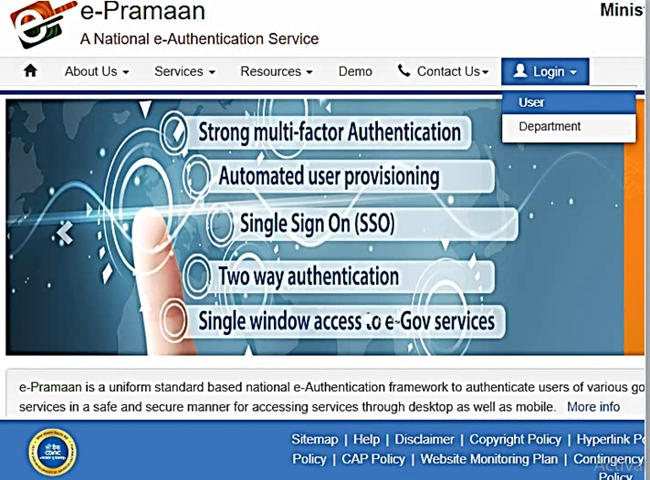 e-Pramaan
Minis
A National e-Authentication Service
About Us Services Resources Demo Contact Us Login
User
Department
Strong multi-factor Authentication
Automated user provisioning
Single Sign On (SSO)
Two way authentication
Single window access to e-Gov services
e-Pramaan is a uniform standard based national e-Authentication framework to authenticate users of various go
services in a safe and secure manner for accessing services through desktop as well as mobile. More info
Sitemap | Help | Disclaimer | Copyright Policy | Hyperlink Po
Policy | CAP Policy | Website Monitoring Plan | Contingency
Policy